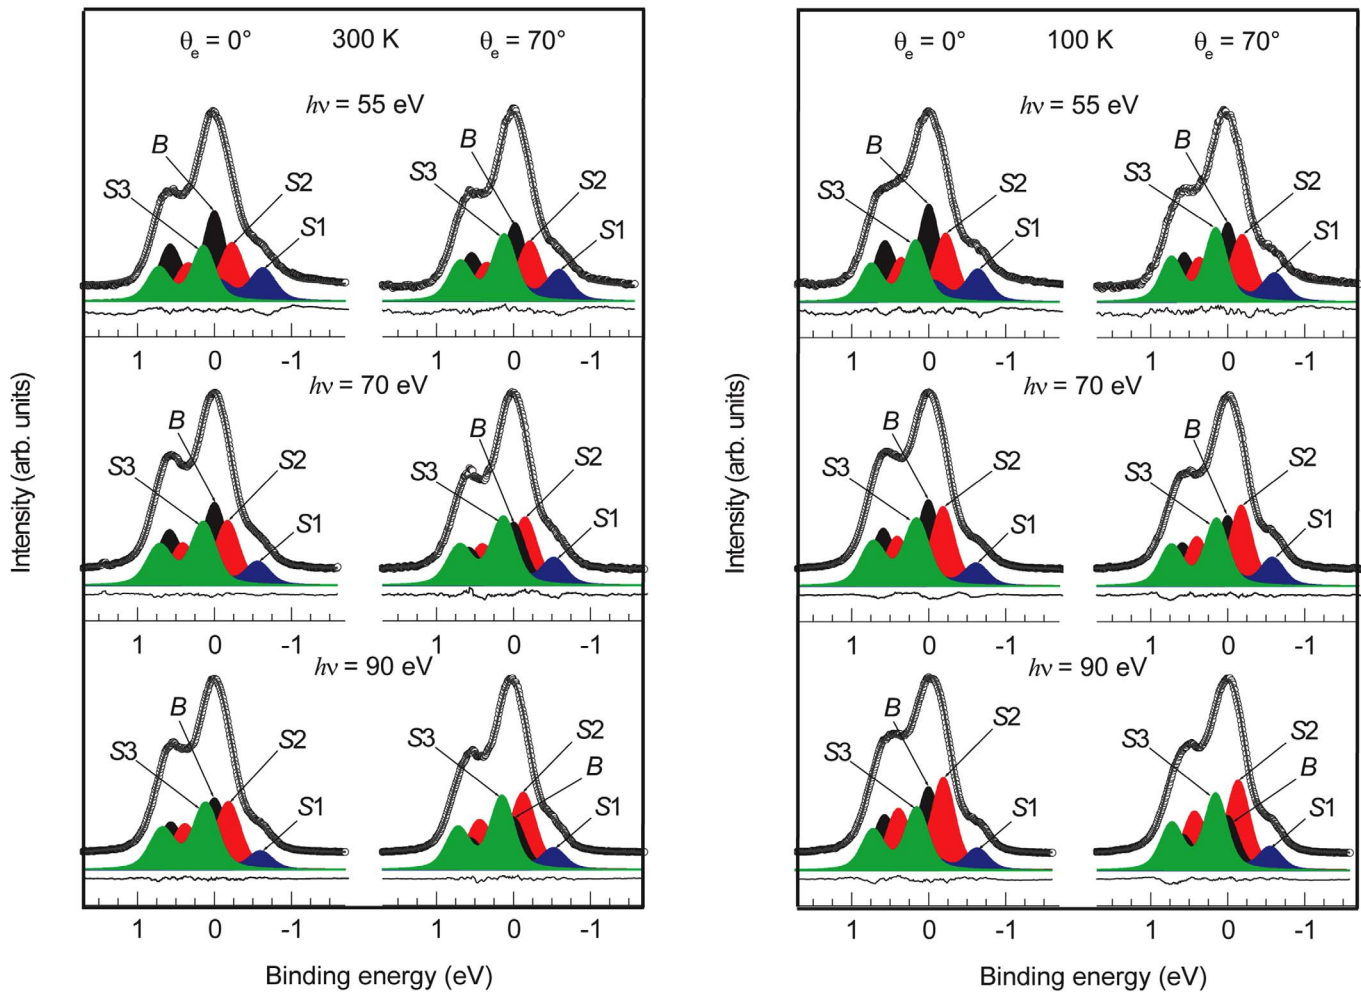 θe = 0° 300 K θe = 70°
hν = 55 eV
B B
S3 S2 S3 S2
S1 S1
1 0 -1 1 0 -1
hν = 70 eV
B B
S3 S2 S3 S2
S1 S1
1 0 -1 1 0 -1
hν = 90 eV
B
S3 S2 S3 S2
B
S1 S1
1 0 -1 1 0 -1
Intensity (arb. units)
Binding energy (eV)
θe = 0° 100 K θe = 70°
hν = 55 eV
B B
S3 S2 S3 S2
S1 S1
1 0 -1 1 0 -1
hν = 70 eV
B B
S3 S2 S3 S2
S1 S1
1 0 -1 1 0 -1
hν = 90 eV
B S2
S3 S3 S2
B
S1 S1
1 0 -1 1 0 -1
Intensity (arb. units)
Binding energy (eV)